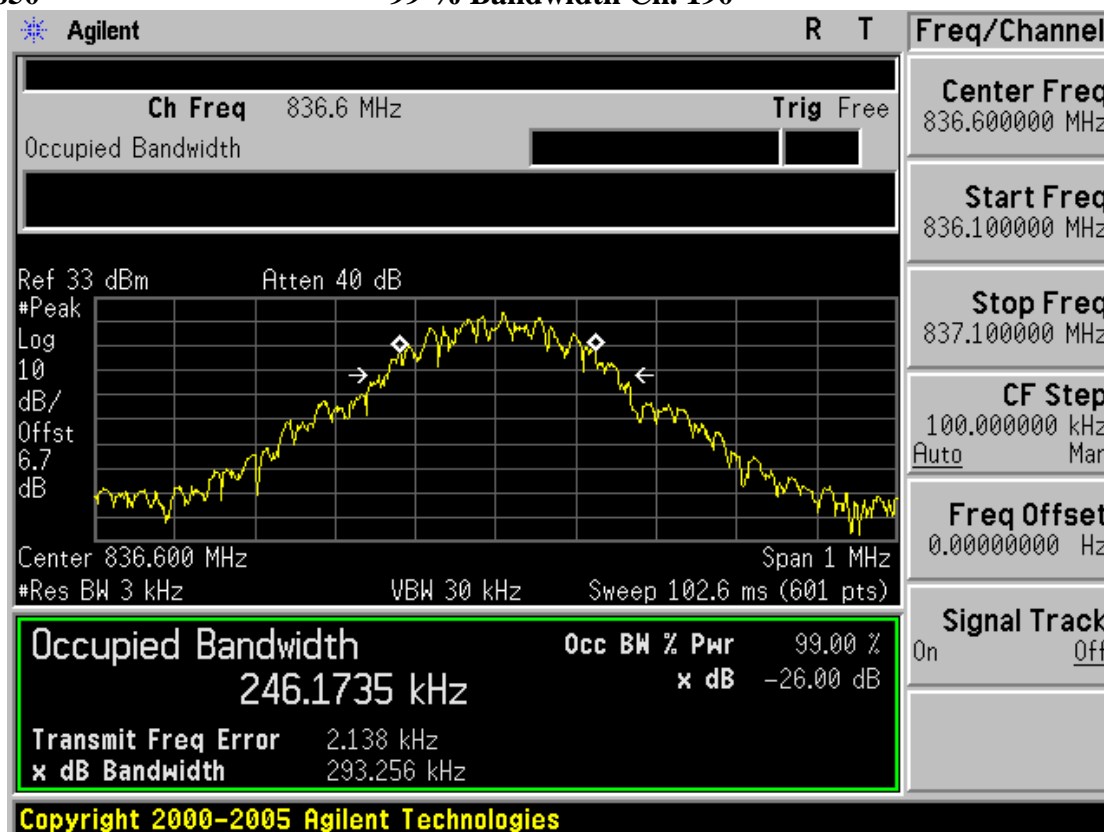 99 % Bandwidth Ch. 190
Agilent R T
Freq/Channel
Ch Freq 836.6 MHz Trig Free
Occupied Bandwidth
Center Freq
836.600000 MHz
Start Freq
836.100000 MHz
Stop Freq
837.100000 MHz
CF Step
100.000000 kHz
Auto Man
Freq Offset
0.00000000 Hz
Signal Track
On Off
Ref 33 dBm Atten 40 dB
#Peak
Log
10
dB/
Offst
6.7
dB
Center 836.600 MHz Span 1 MHz
#Res BW 3 kHz VBW 30 kHz Sweep 102.6 ms (601 pts)
Occupied Bandwidth
246.1735 kHz
Occ BW % Pwr 99.00 %
x dB -26.00 dB
Transmit Freq Error 2.138 kHz
x dB Bandwidth 293.256 kHz
Copyright 2000-2005 Agilent Technologies